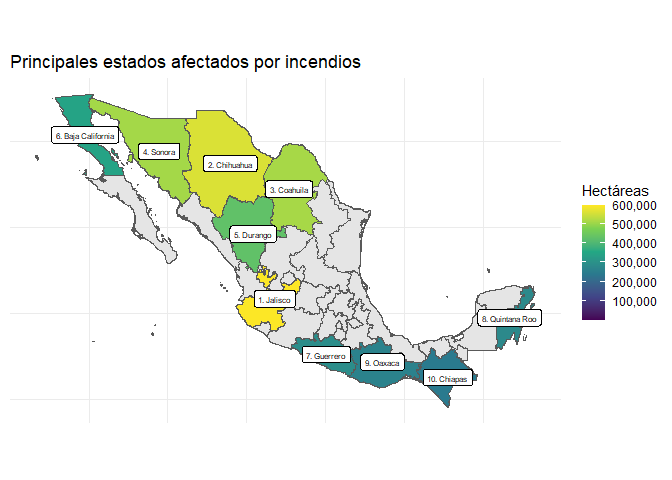 Principales estados afectados por incendios
6. Baja California
4. Sonora
2. Chihuahua
3. Coahuila
5. Durango
1. Jalisco
7. Guerrero
9. Oaxaca
10. Chiapas
8. Quintana Roo
Hectáreas
600,000
500,000
400,000
300,000
200,000
100,000